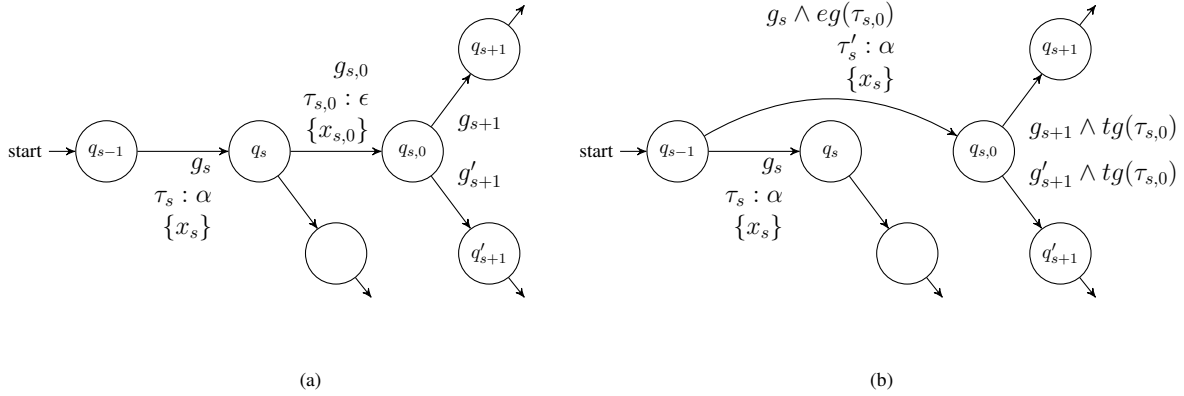 q_{s+1}
g_{s,0}
τ_{s,0} : ϵ
{x_{s,0}}
g_{s+1}
start
q_{s−1}
q_s
q_{s,0}
g_s
g'_{s+1}
τ_s : α
{x_s}
q'_{s+1}
(a)
g_s ∧ eg(τ_{s,0})
τ'_s : α
{x_s}
q_{s+1}
g_{s+1} ∧ tg(τ_{s,0})
start
q_{s−1}
q_s
q_{s,0}
g_s
g'_{s+1} ∧ tg(τ_{s,0})
τ_s : α
{x_s}
q'_{s+1}
(b)